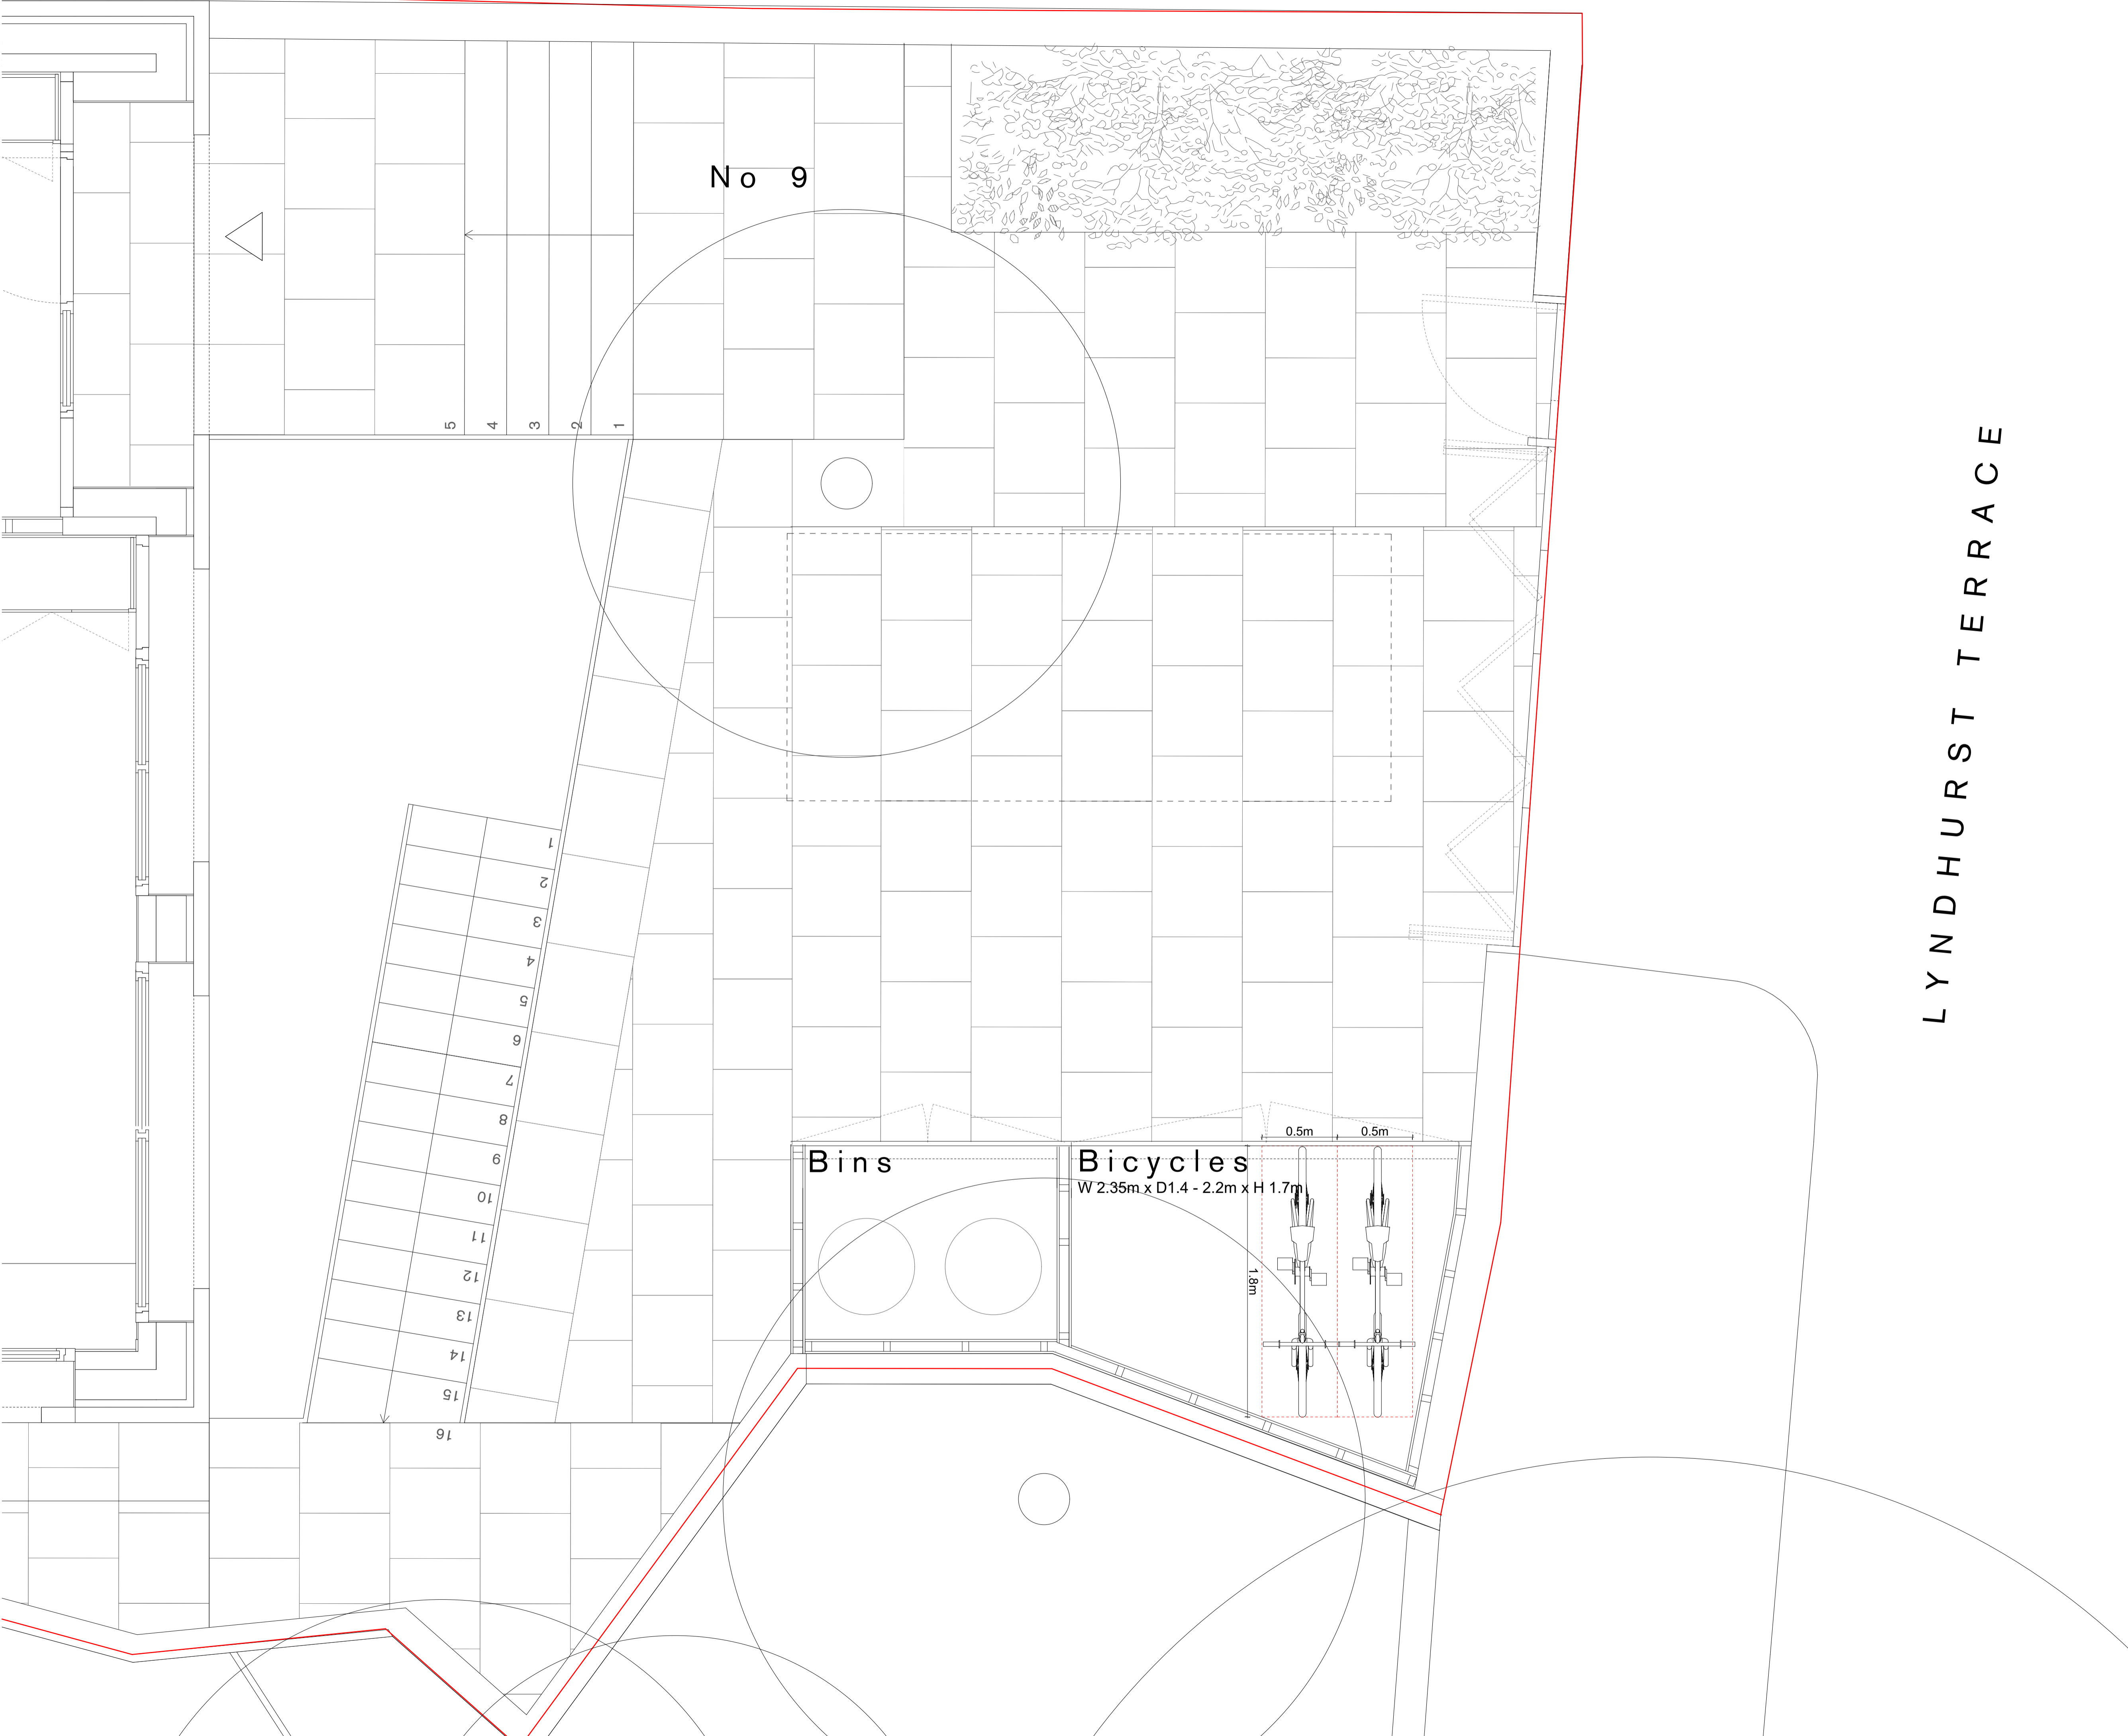 No 9
5 4 3 2 1
LYNDHURST TERRACE
1
2
3
4
5
6
7
8
9
10
11
12
13
14
15
16
0.5m 0.5m
Bins
Bicycles
W 2.35m x D1.4 - 2.2m x H 1.7m
1.8m